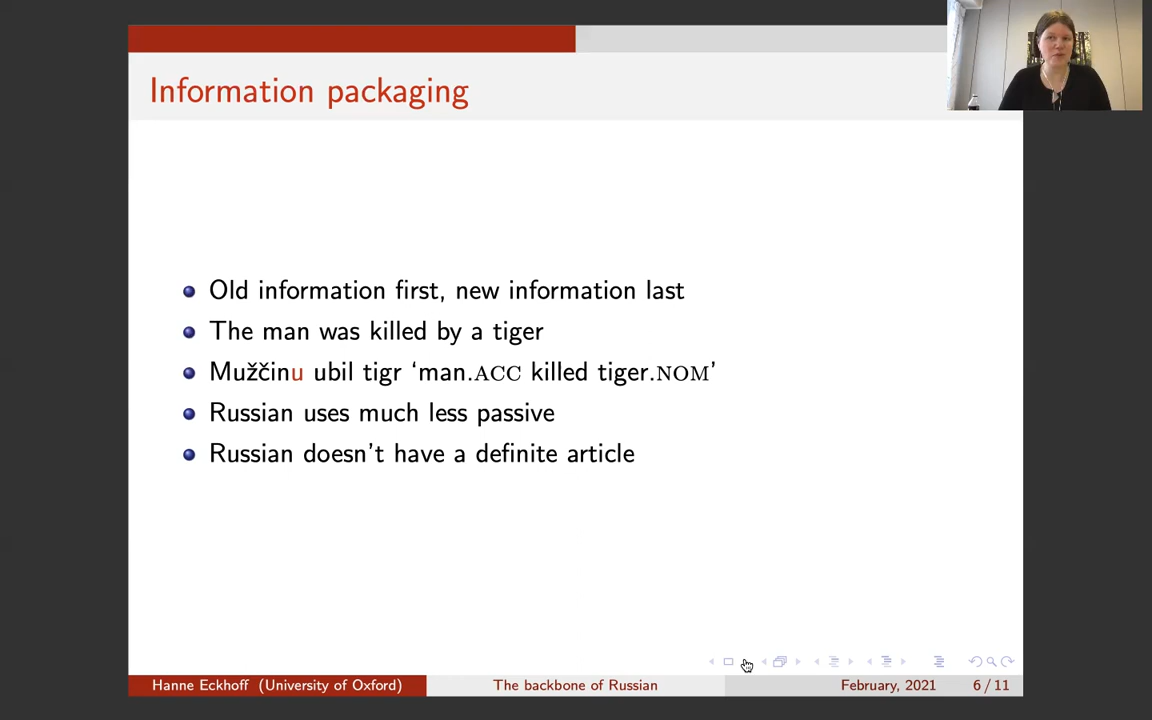 Information packaging
Old information first, new information last
The man was killed by a tiger
Mužčinu ubil tigr ‘man.ACC killed tiger.NOM’
Russian uses much less passive
Russian doesn’t have a definite article
Hanne Eckhoff (University of Oxford) The backbone of Russian February, 2021 6 / 11